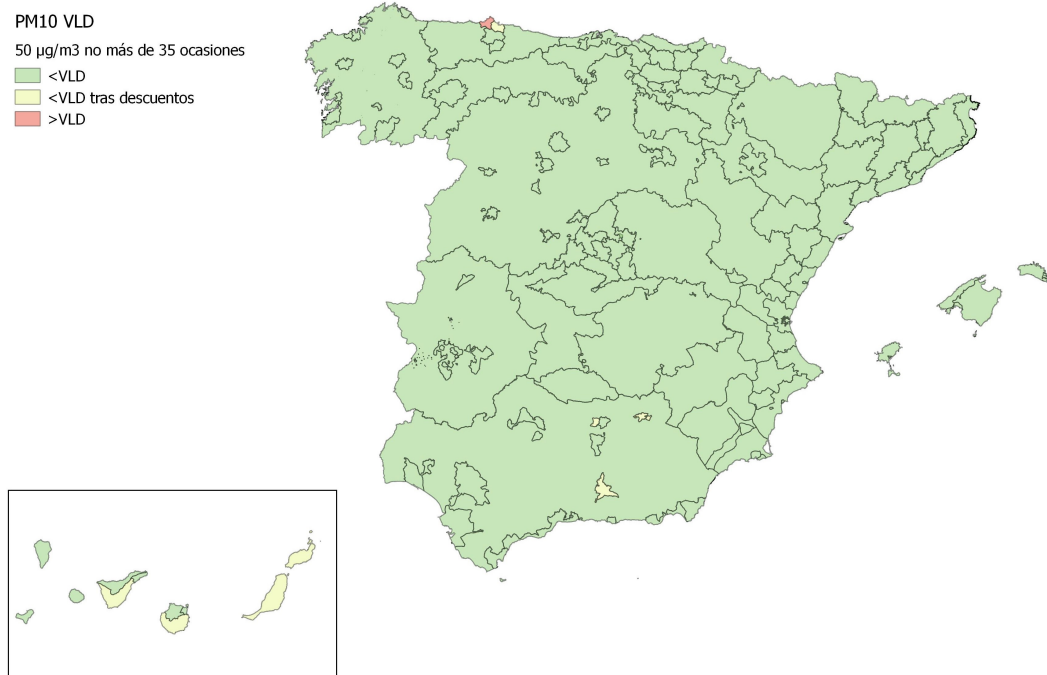 PM10 VLD
50 µg/m3 no más de 35 ocasiones
<VLD
<VLD tras descuentos
>VLD